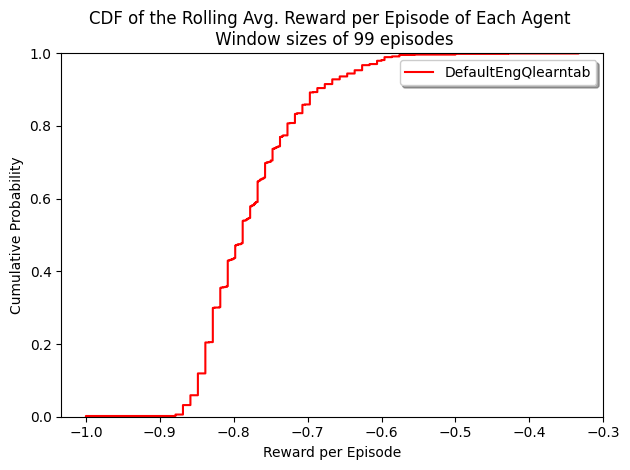 CDF of the Rolling Avg. Reward per Episode of Each Agent
Window sizes of 99 episodes
DefaultEngQlearntab
Cumulative Probability
1.0
0.8
0.6
0.4
0.2
0.0
−1.0 −0.9 −0.8 −0.7 −0.6 −0.5 −0.4 −0.3
Reward per Episode